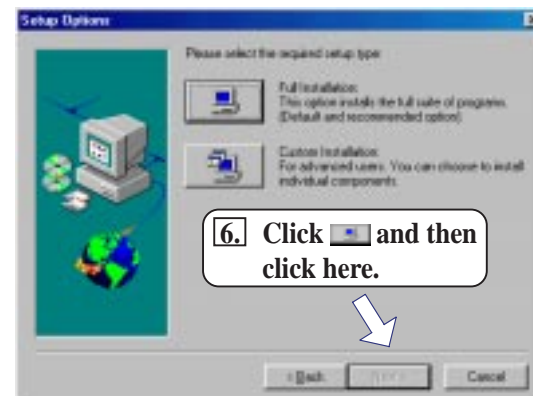 Setup Options
Please select the required setup type:
Full Installation:
This option installs the full suite of programs.
(Default and recommended option)
Custom Installation:
For advanced users. You can choose to install
individual components.
6. Click and then
click here.
< Back
Cancel